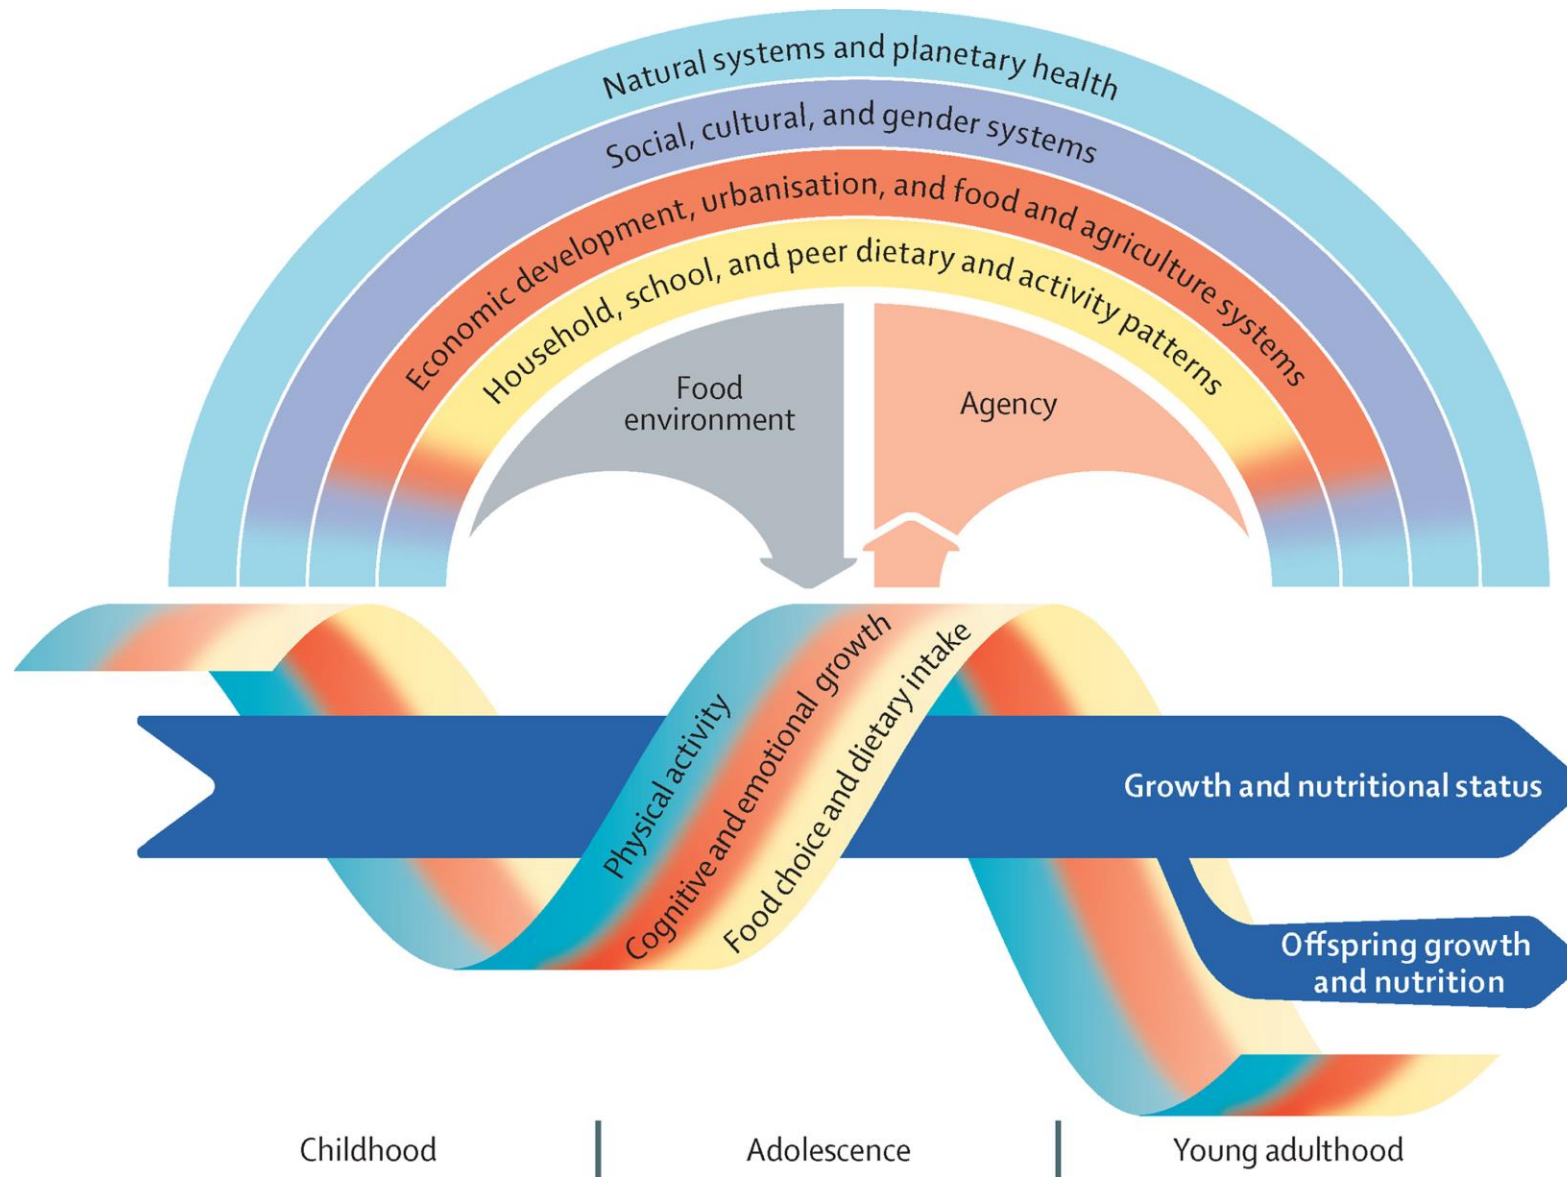 Natural systems and planetary health
Social, cultural, and gender systems
Economic development, urbanisation, and food and agriculture systems
Household, school, and peer dietary and activity patterns
Food
environment
Agency
Physical activity
Cognitive and emotional growth
Food choice and dietary intake
Growth and nutritional status
Offspring growth
and nutrition
Childhood
Adolescence
Young adulthood